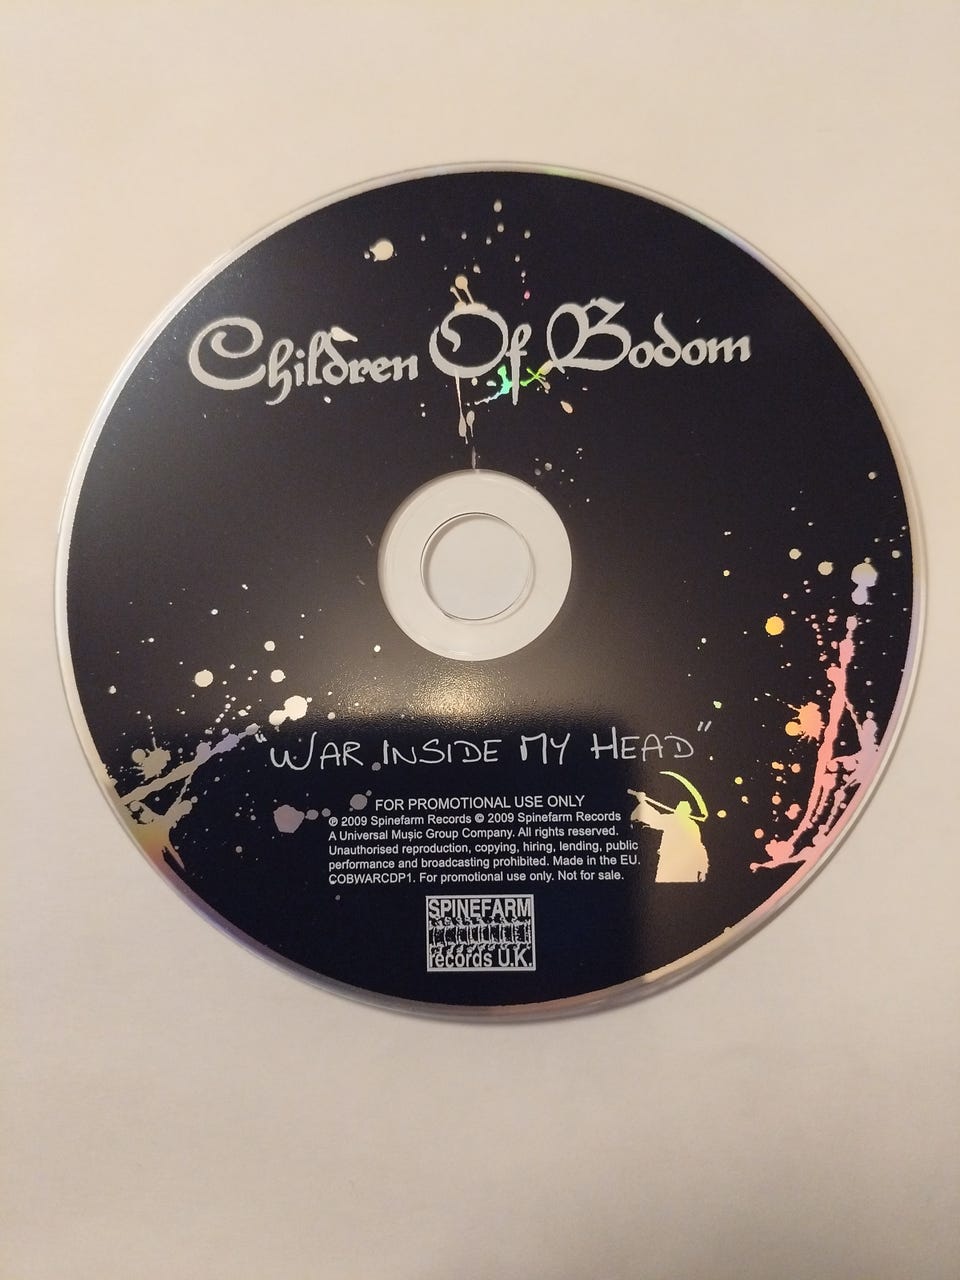 Children Of Bodom
"WAR INSIDE MY HEAD"
FOR PROMOTIONAL USE ONLY
℗ 2009 Spinefarm Records © 2009 Spinefarm Records
A Universal Music Group Company. All rights reserved.
Unauthorised reproduction, copying, hiring, lending, public
performance and broadcasting prohibited. Made in the EU.
COBWARCDP1. For promotional use only. Not for sale.
SPINEFARM
records U.K.